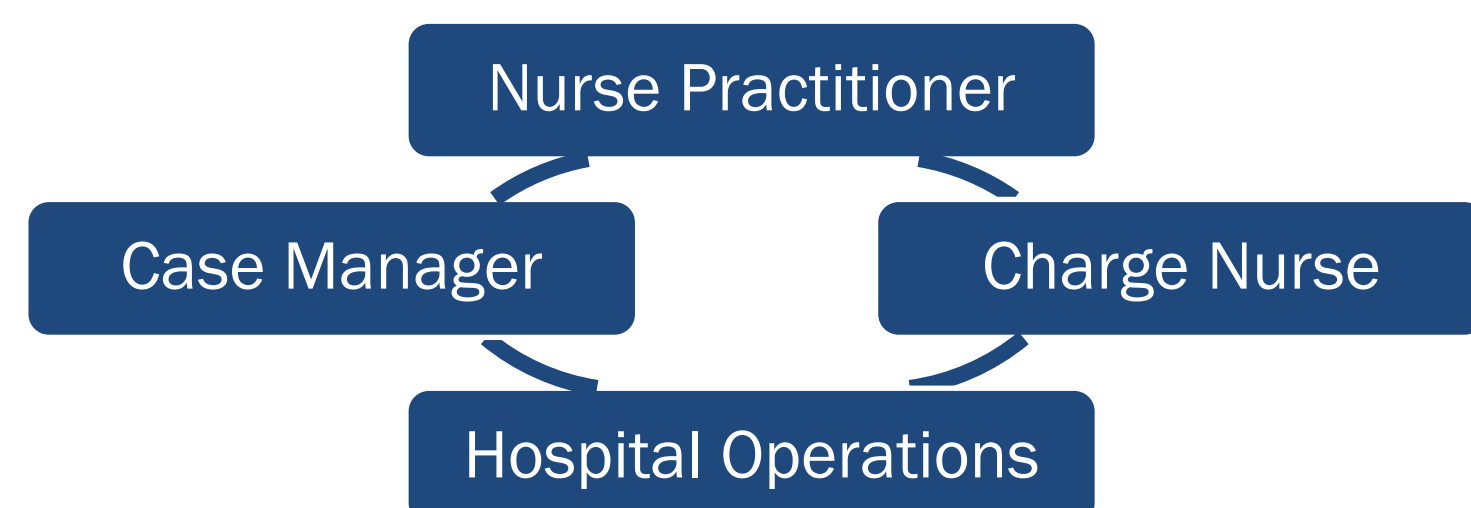 Nurse Practitioner
Case Manager
Charge Nurse
Hospital Operations